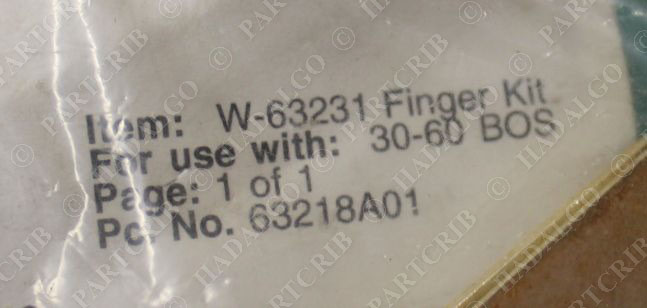 Item: W-63231 Finger Kit
For use with: 30-60 BOS
Page: 1 of 1
Pc. No. 63218A01